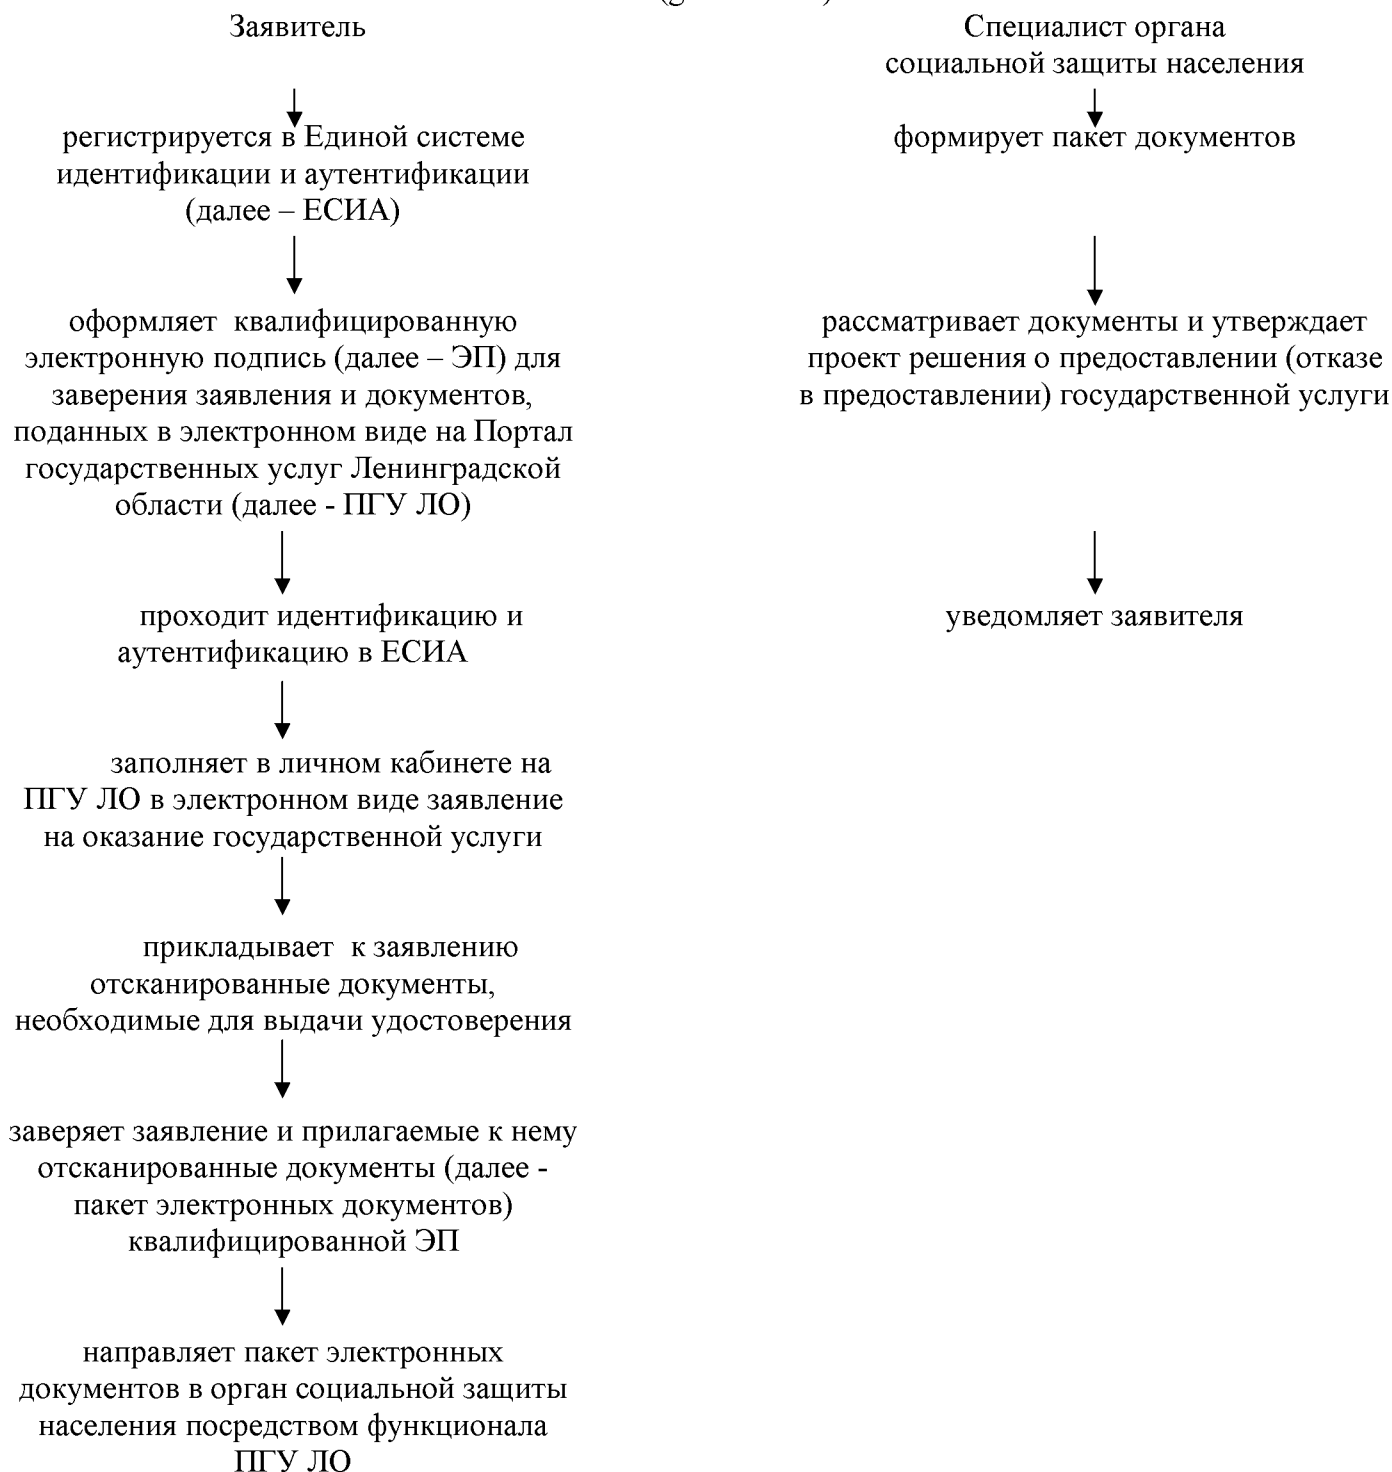 Заявитель
регистрируется в Единой системе
идентификации и аутентификации
(далее – ЕСИА)
оформляет  квалифицированную
электронную подпись (далее – ЭП) для
заверения заявления и документов,
поданных в электронном виде на Портал
государственных услуг Ленинградской
области (далее - ПГУ ЛО)
проходит идентификацию и
аутентификацию в ЕСИА
заполняет в личном кабинете на
ПГУ ЛО в электронном виде заявление
на оказание государственной услуги
прикладывает  к заявлению
отсканированные документы,
необходимые для выдачи удостоверения
заверяет заявление и прилагаемые к нему
отсканированные документы (далее -
пакет электронных документов)
квалифицированной ЭП
направляет пакет электронных
документов в орган социальной защиты
населения посредством функционала
ПГУ ЛО
Специалист органа
социальной защиты населения
формирует пакет документов
рассматривает документы и утверждает
проект решения о предоставлении (отказе
в предоставлении) государственной услуги
уведомляет заявителя